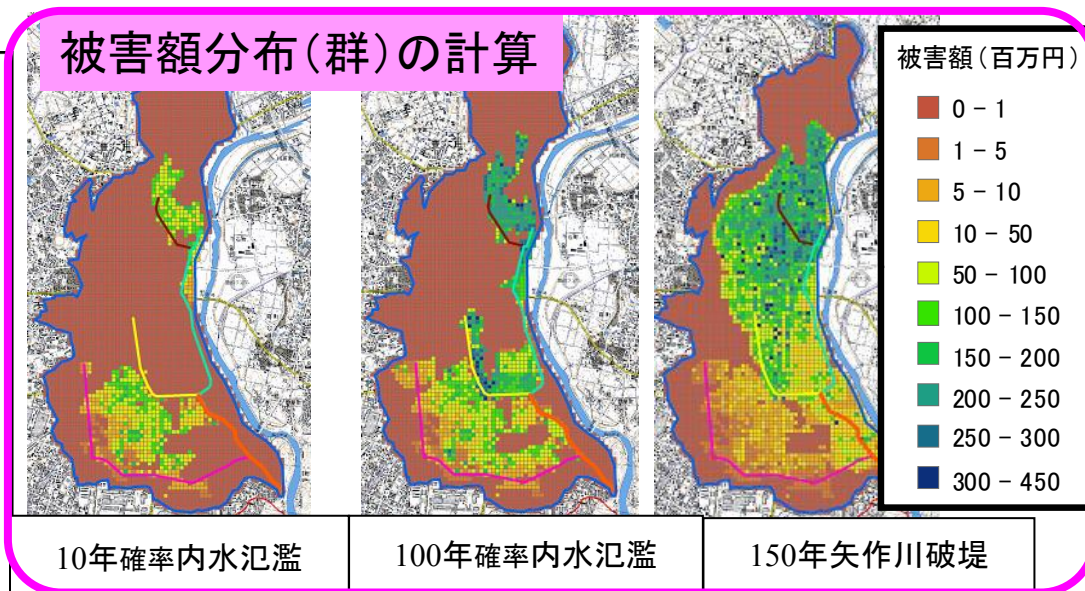 被害額分布(群)の計算
被害額(百万円)
0 - 1
1 - 5
5 - 10
10 - 50
50 - 100
100 - 150
150 - 200
200 - 250
250 - 300
300 - 450
10年確率内水氾濫
100年確率内水氾濫
150年矢作川破堤